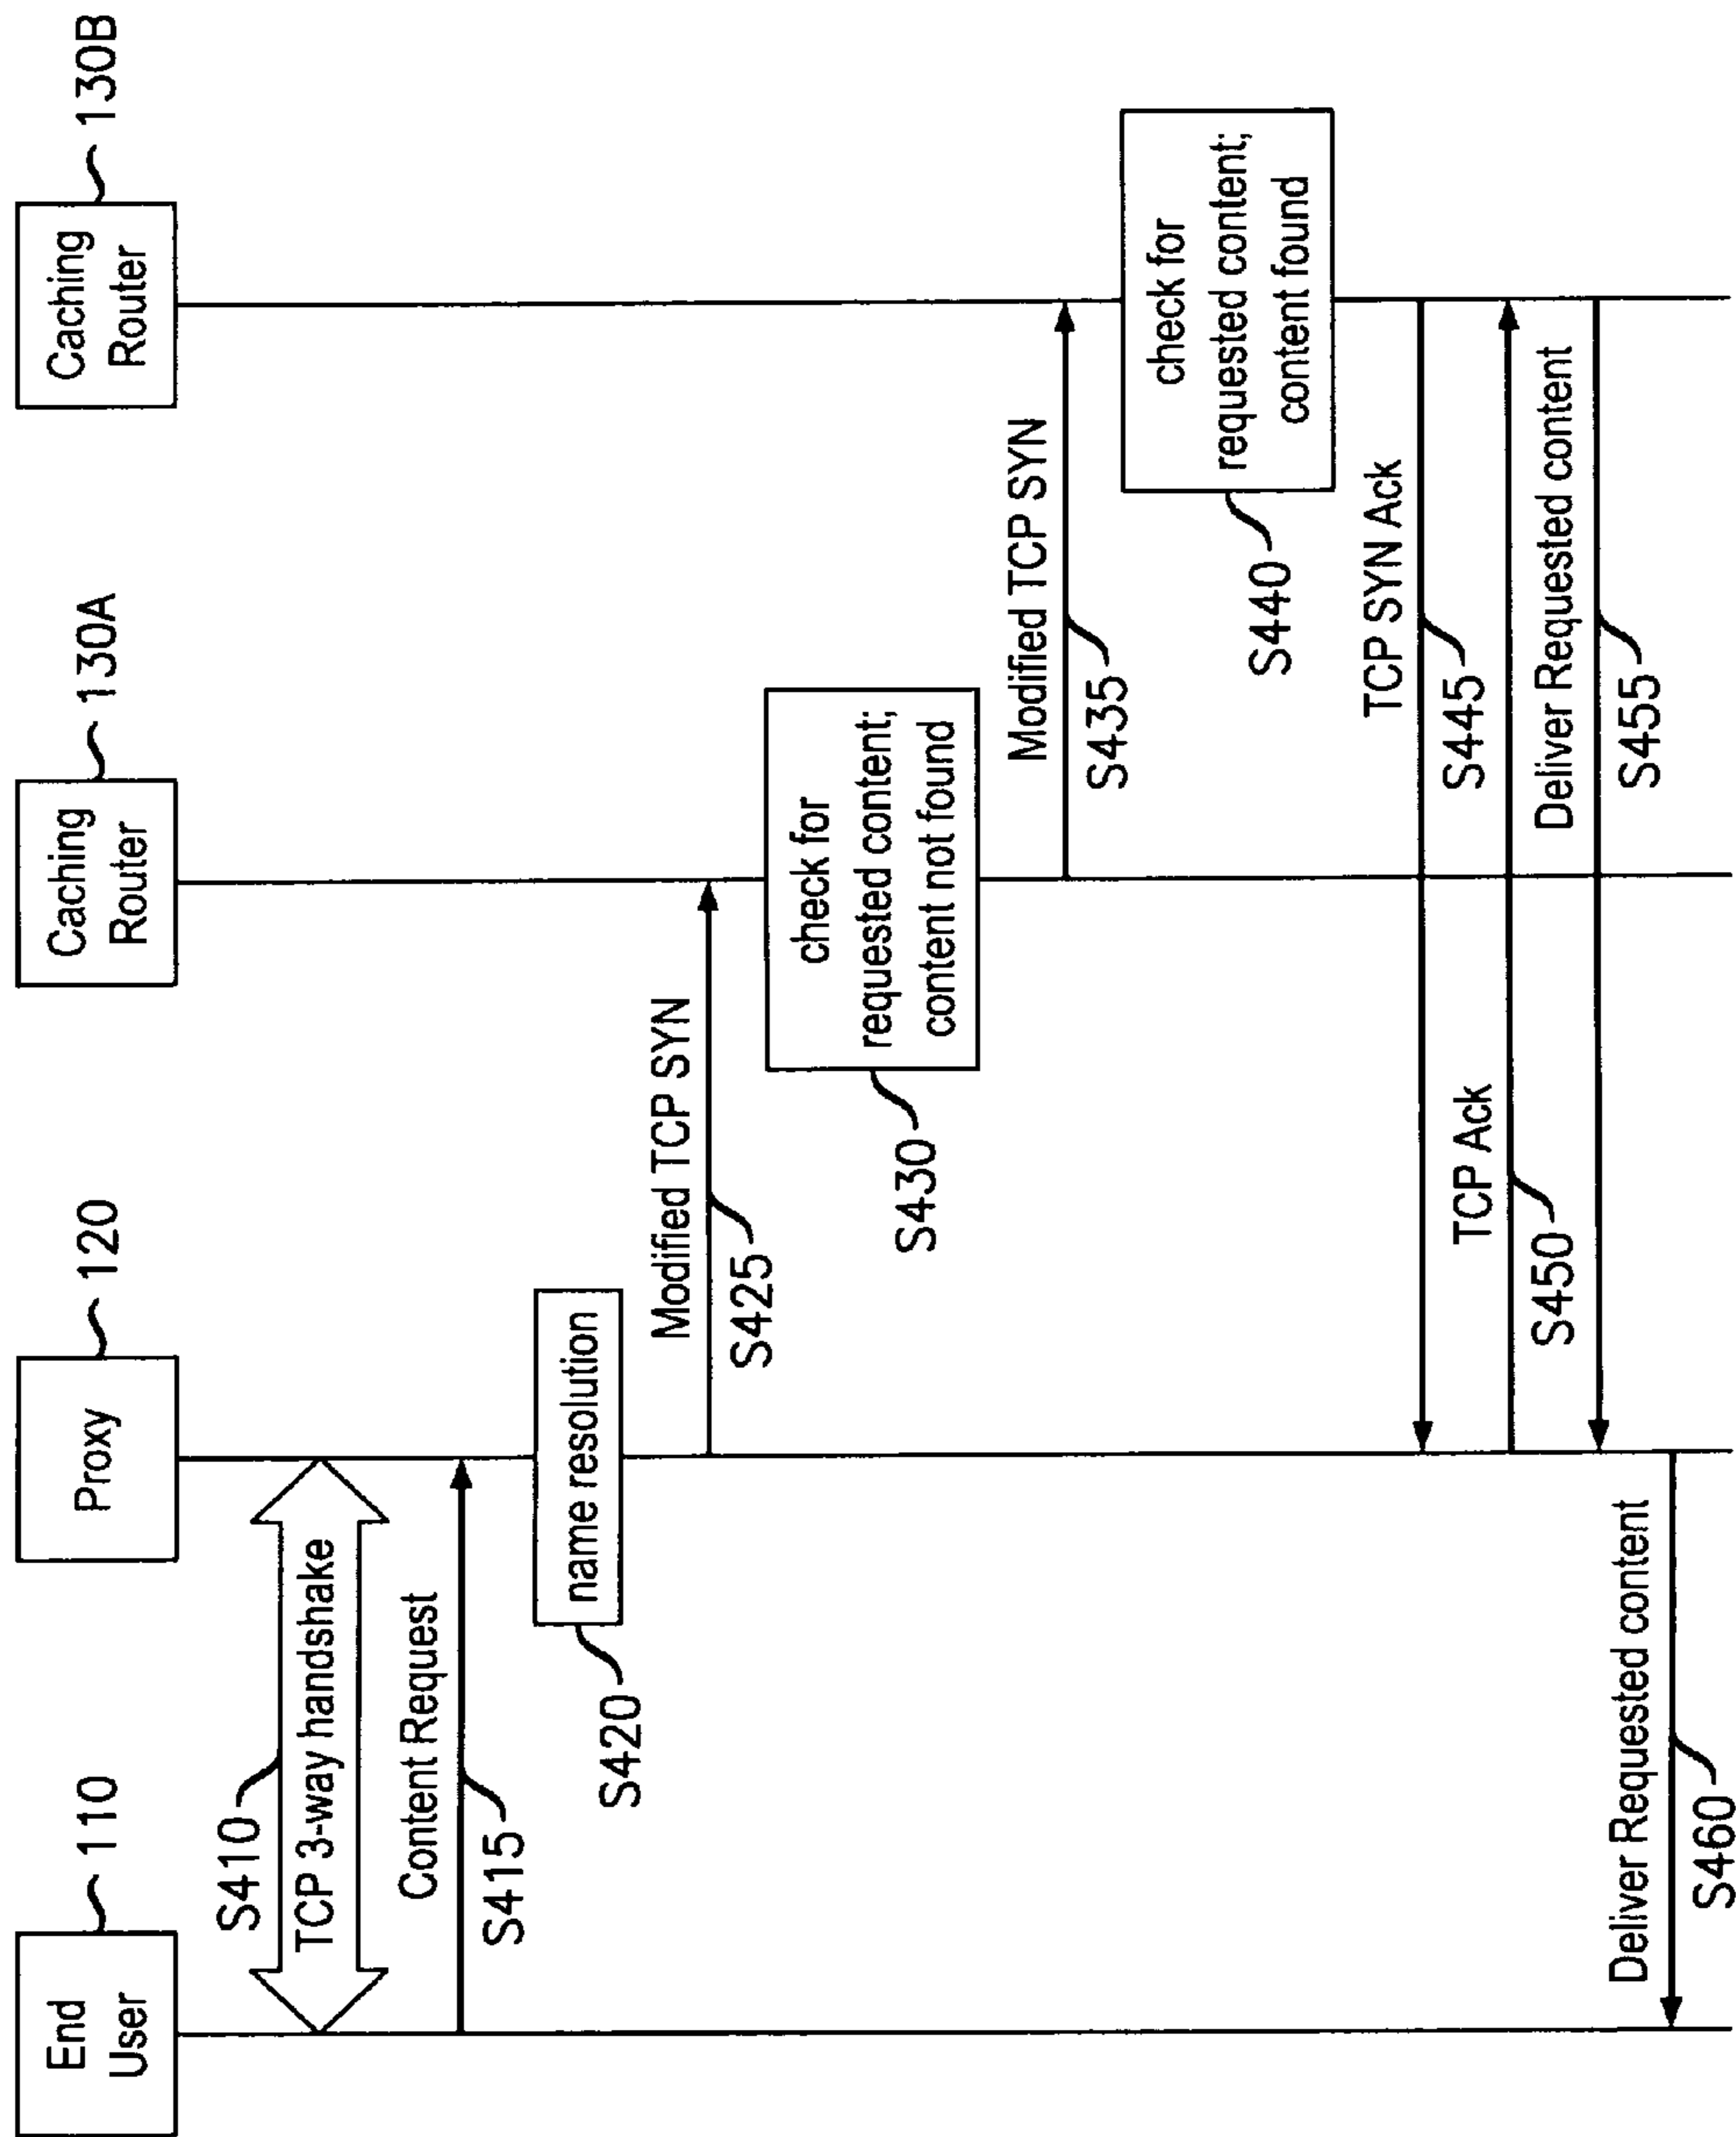 End
User
110
Proxy
120
Caching
Router
130A
Caching
Router
130B
S410
TCP 3-way handshake
Content Request
S415
name resolution
S420
Modified TCP SYN
S425
check for
requested content;
content not found
S430
Modified TCP SYN
S435
check for
requested content;
content found
S440
TCP SYN Ack
S445
TCP Ack
S450
Deliver Requested content
S455
Deliver Requested content
S460